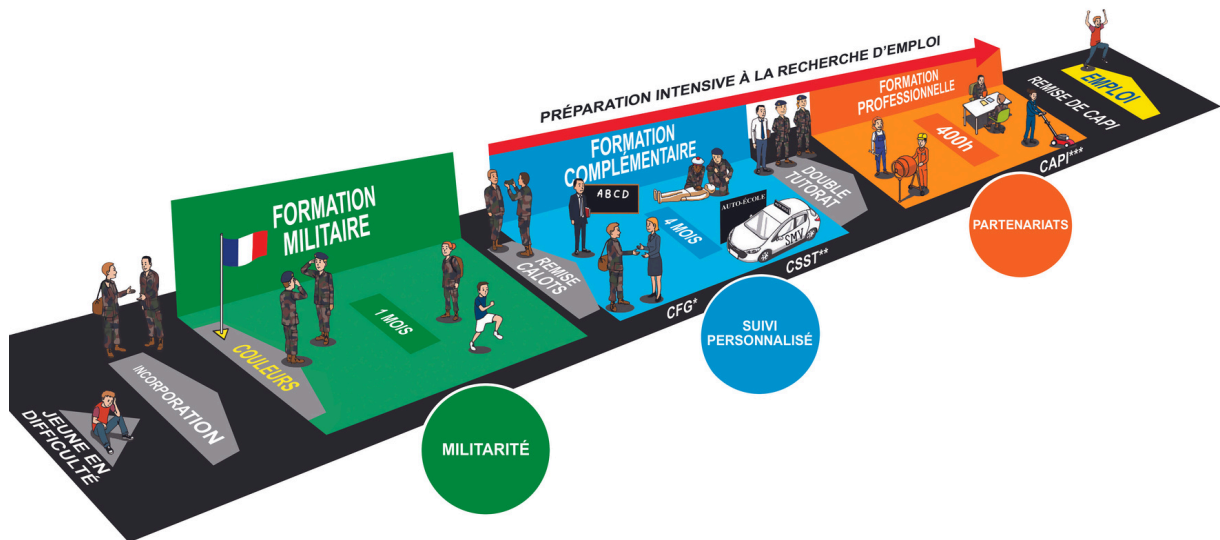 JEUNE EN
DIFFICULTÉ
INCORPORATION
COULEURS
FORMATION
MILITAIRE
1 MOIS
MILITARITÉ
REMISE
CALOTS
PRÉPARATION INTENSIVE À LA RECHERCHE D'EMPLOI
FORMATION
COMPLÉMENTAIRE
ABCD
4 MOIS
AUTO-ÉCOLE
SMV
CFG*
CSST**
SUIVI
PERSONNALISÉ
DOUBLE
TUTORAT
FORMATION
PROFESSIONNELLE
400h
CAPI***
PARTENARIATS
REMISE DE CAPI
EMPLOI